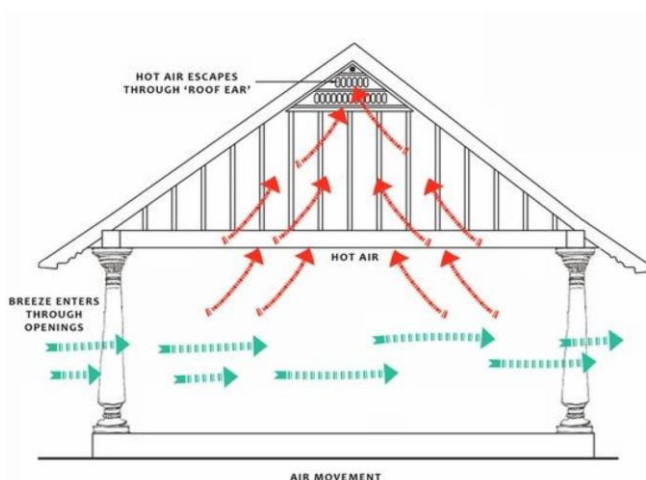 HOT AIR ESCAPES
THROUGH 'ROOF EAR'
HOT AIR
BREEZE ENTERS
THROUGH
OPENINGS
AIR MOVEMENT